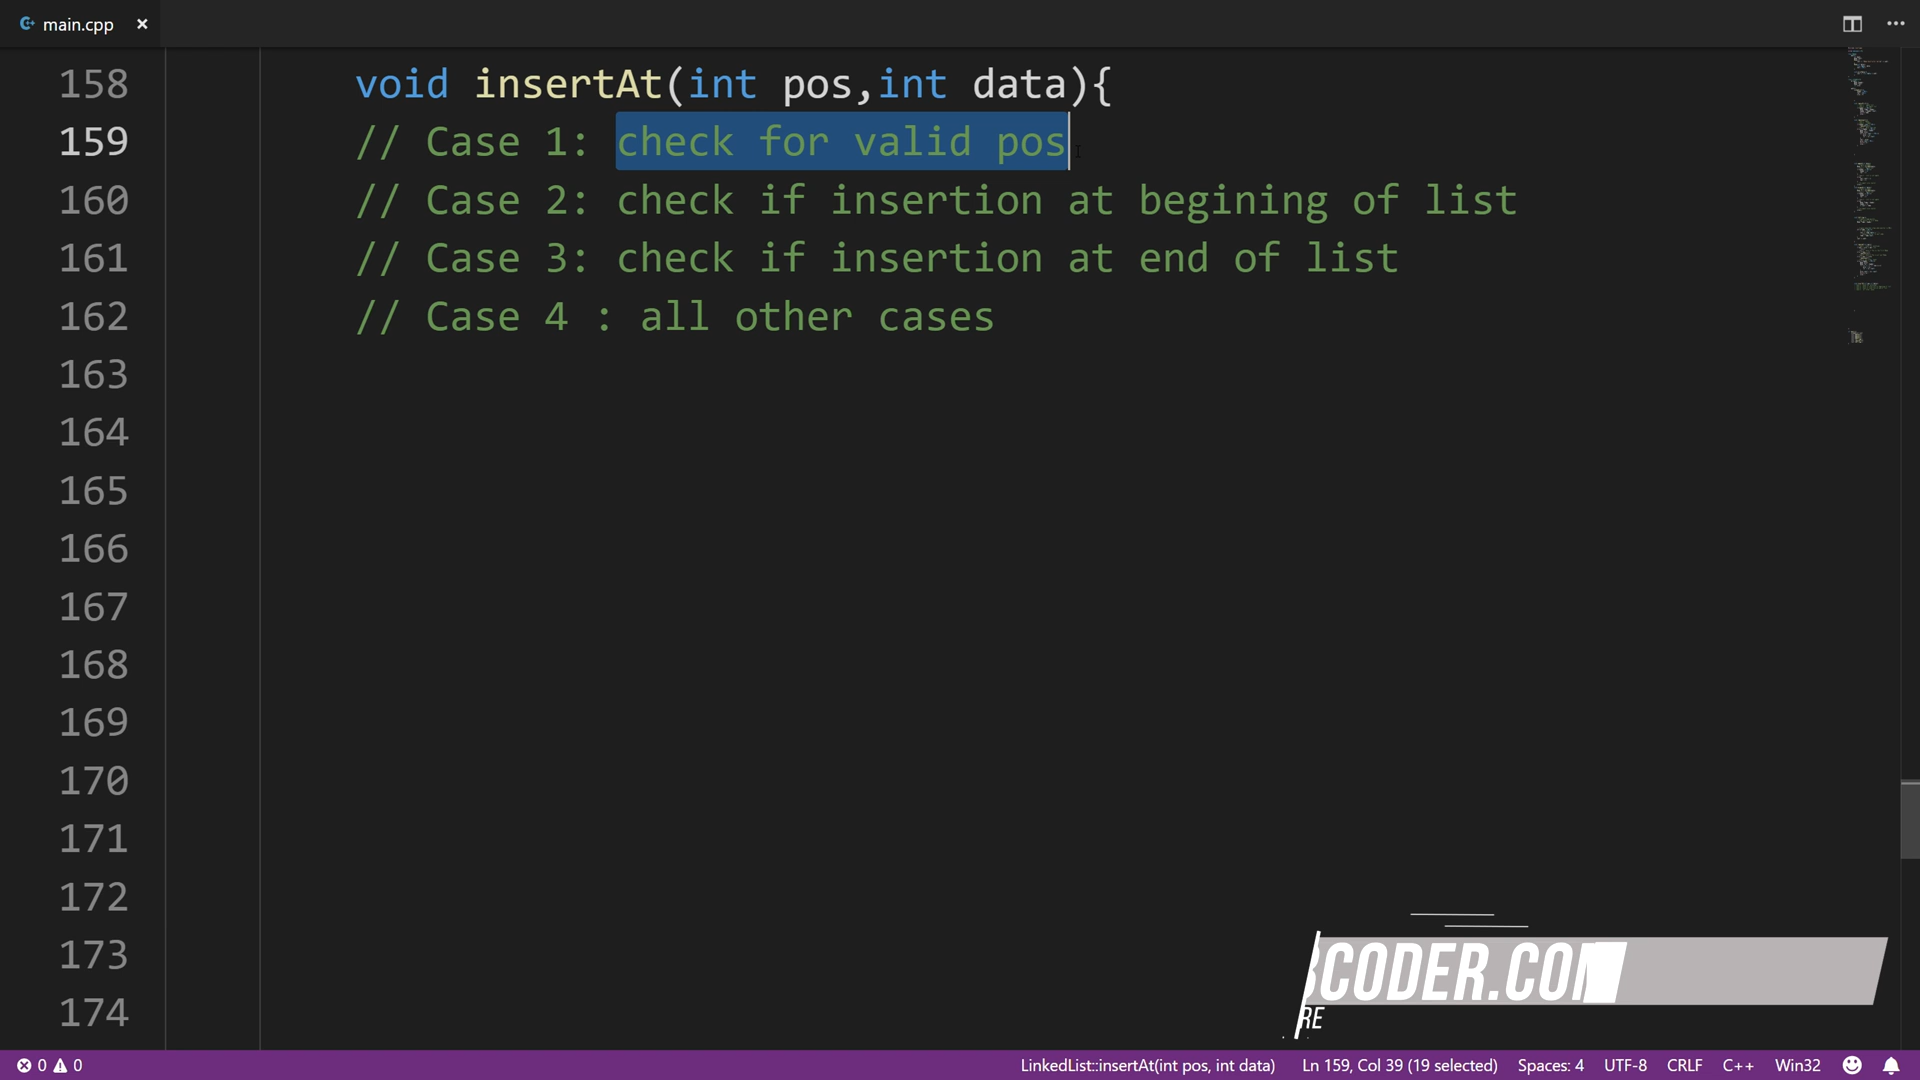 main.cpp
158 void insertAt(int pos,int data){
159 // Case 1: check for valid pos
160 // Case 2: check if insertion at begining of list
161 // Case 3: check if insertion at end of list
162 // Case 4 : all other cases
163
164
165
166
167
168
169
170
171
172
173
174
CODER.COM
RE
0 0 LinkedList::insertAt(int pos, int data) Ln 159, Col 39 (19 selected) Spaces: 4 UTF-8 CRLF C++ Win32